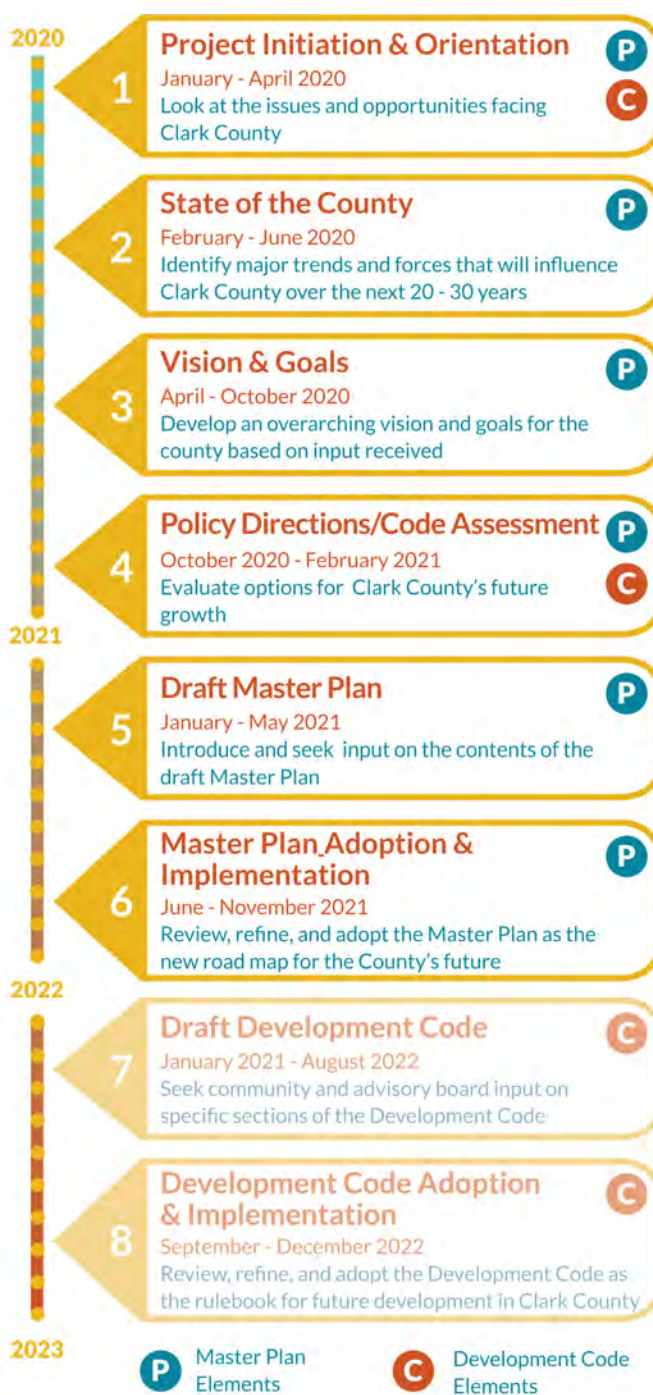 2020
1
Project Initiation & Orientation
P
January - April 2020
C
Look at the issues and opportunities facing
Clark County
2
State of the County
P
February - June 2020
Identify major trends and forces that will influence
Clark County over the next 20 - 30 years
3
Vision & Goals
P
April - October 2020
Develop an overarching vision and goals for the
county based on input received
4
Policy Directions/Code Assessment
P
October 2020 - February 2021
C
Evaluate options for Clark County's future
growth
2021
5
Draft Master Plan
P
January - May 2021
Introduce and seek input on the contents of the
draft Master Plan
6
Master Plan Adoption &
Implementation
P
June - November 2021
Review, refine, and adopt the Master Plan as the
new road map for the County's future
2022
7
Draft Development Code
C
January 2021 - August 2022
Seek community and advisory board input on
specific sections of the Development Code
8
Development Code Adoption
& Implementation
C
September - December 2022
Review, refine, and adopt the Development Code as
the rulebook for future development in Clark County
2023
P
Master Plan
Elements
C
Development Code
Elements